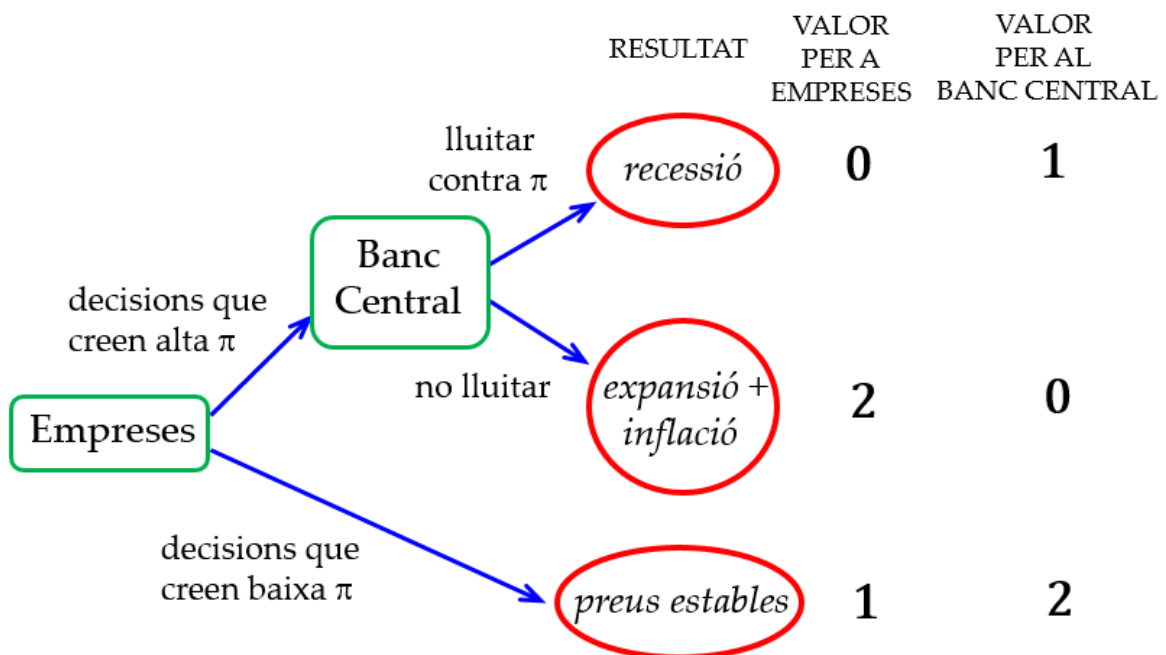 RESULTAT
VALOR
PER A
EMPRESES
VALOR
PER AL
BANC CENTRAL
lluitar
contra π
recessió
0
1
Banc
Central
decisions que
creen alta π
no lluitar
expansió +
inflació
2
0
Empreses
decisions que
creen baixa π
preus estables
1
2